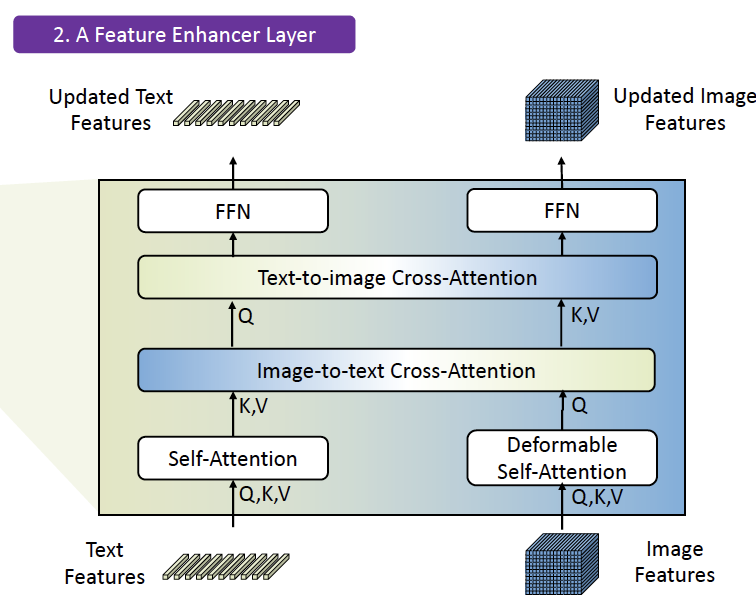 2. A Feature Enhancer Layer
Updated Text
Features
Updated Image
Features
FFN
FFN
Text-to-image Cross-Attention
Q
K,V
Image-to-text Cross-Attention
K,V
Q
Self-Attention
Deformable
Self-Attention
Q,K,V
Q,K,V
Text
Features
Image
Features